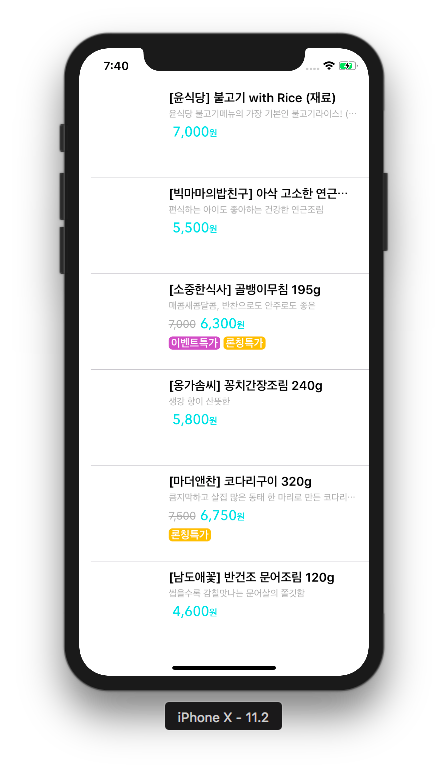 7:40
[윤식당] 불고기 with Rice (재료)
윤식당 불고기메뉴의 가장 기본인 불고기라이스! (…
7,000원
[빅마마의밥친구] 아삭 고소한 연근…
편식하는 아이도 좋아하는 건강한 연근조림
5,500원
[소중한식사] 골뱅이무침 195g
매콤새콤달콤, 반찬으로도 안주로도 좋은
7,000 6,300원
이벤트특가 론칭특가
[옹가솜씨] 꽁치간장조림 240g
생강 향이 산뜻한
5,800원
[마더앤찬] 코다리구이 320g
큼지막하고 살집 많은 동태 한 마리로 만든 코다리…
7,500 6,750원
론칭특가
[남도애꽃] 반건조 문어조림 120g
씹을수록 감칠맛나는 문어살의 쫄깃함
4,600원
iPhone X - 11.2